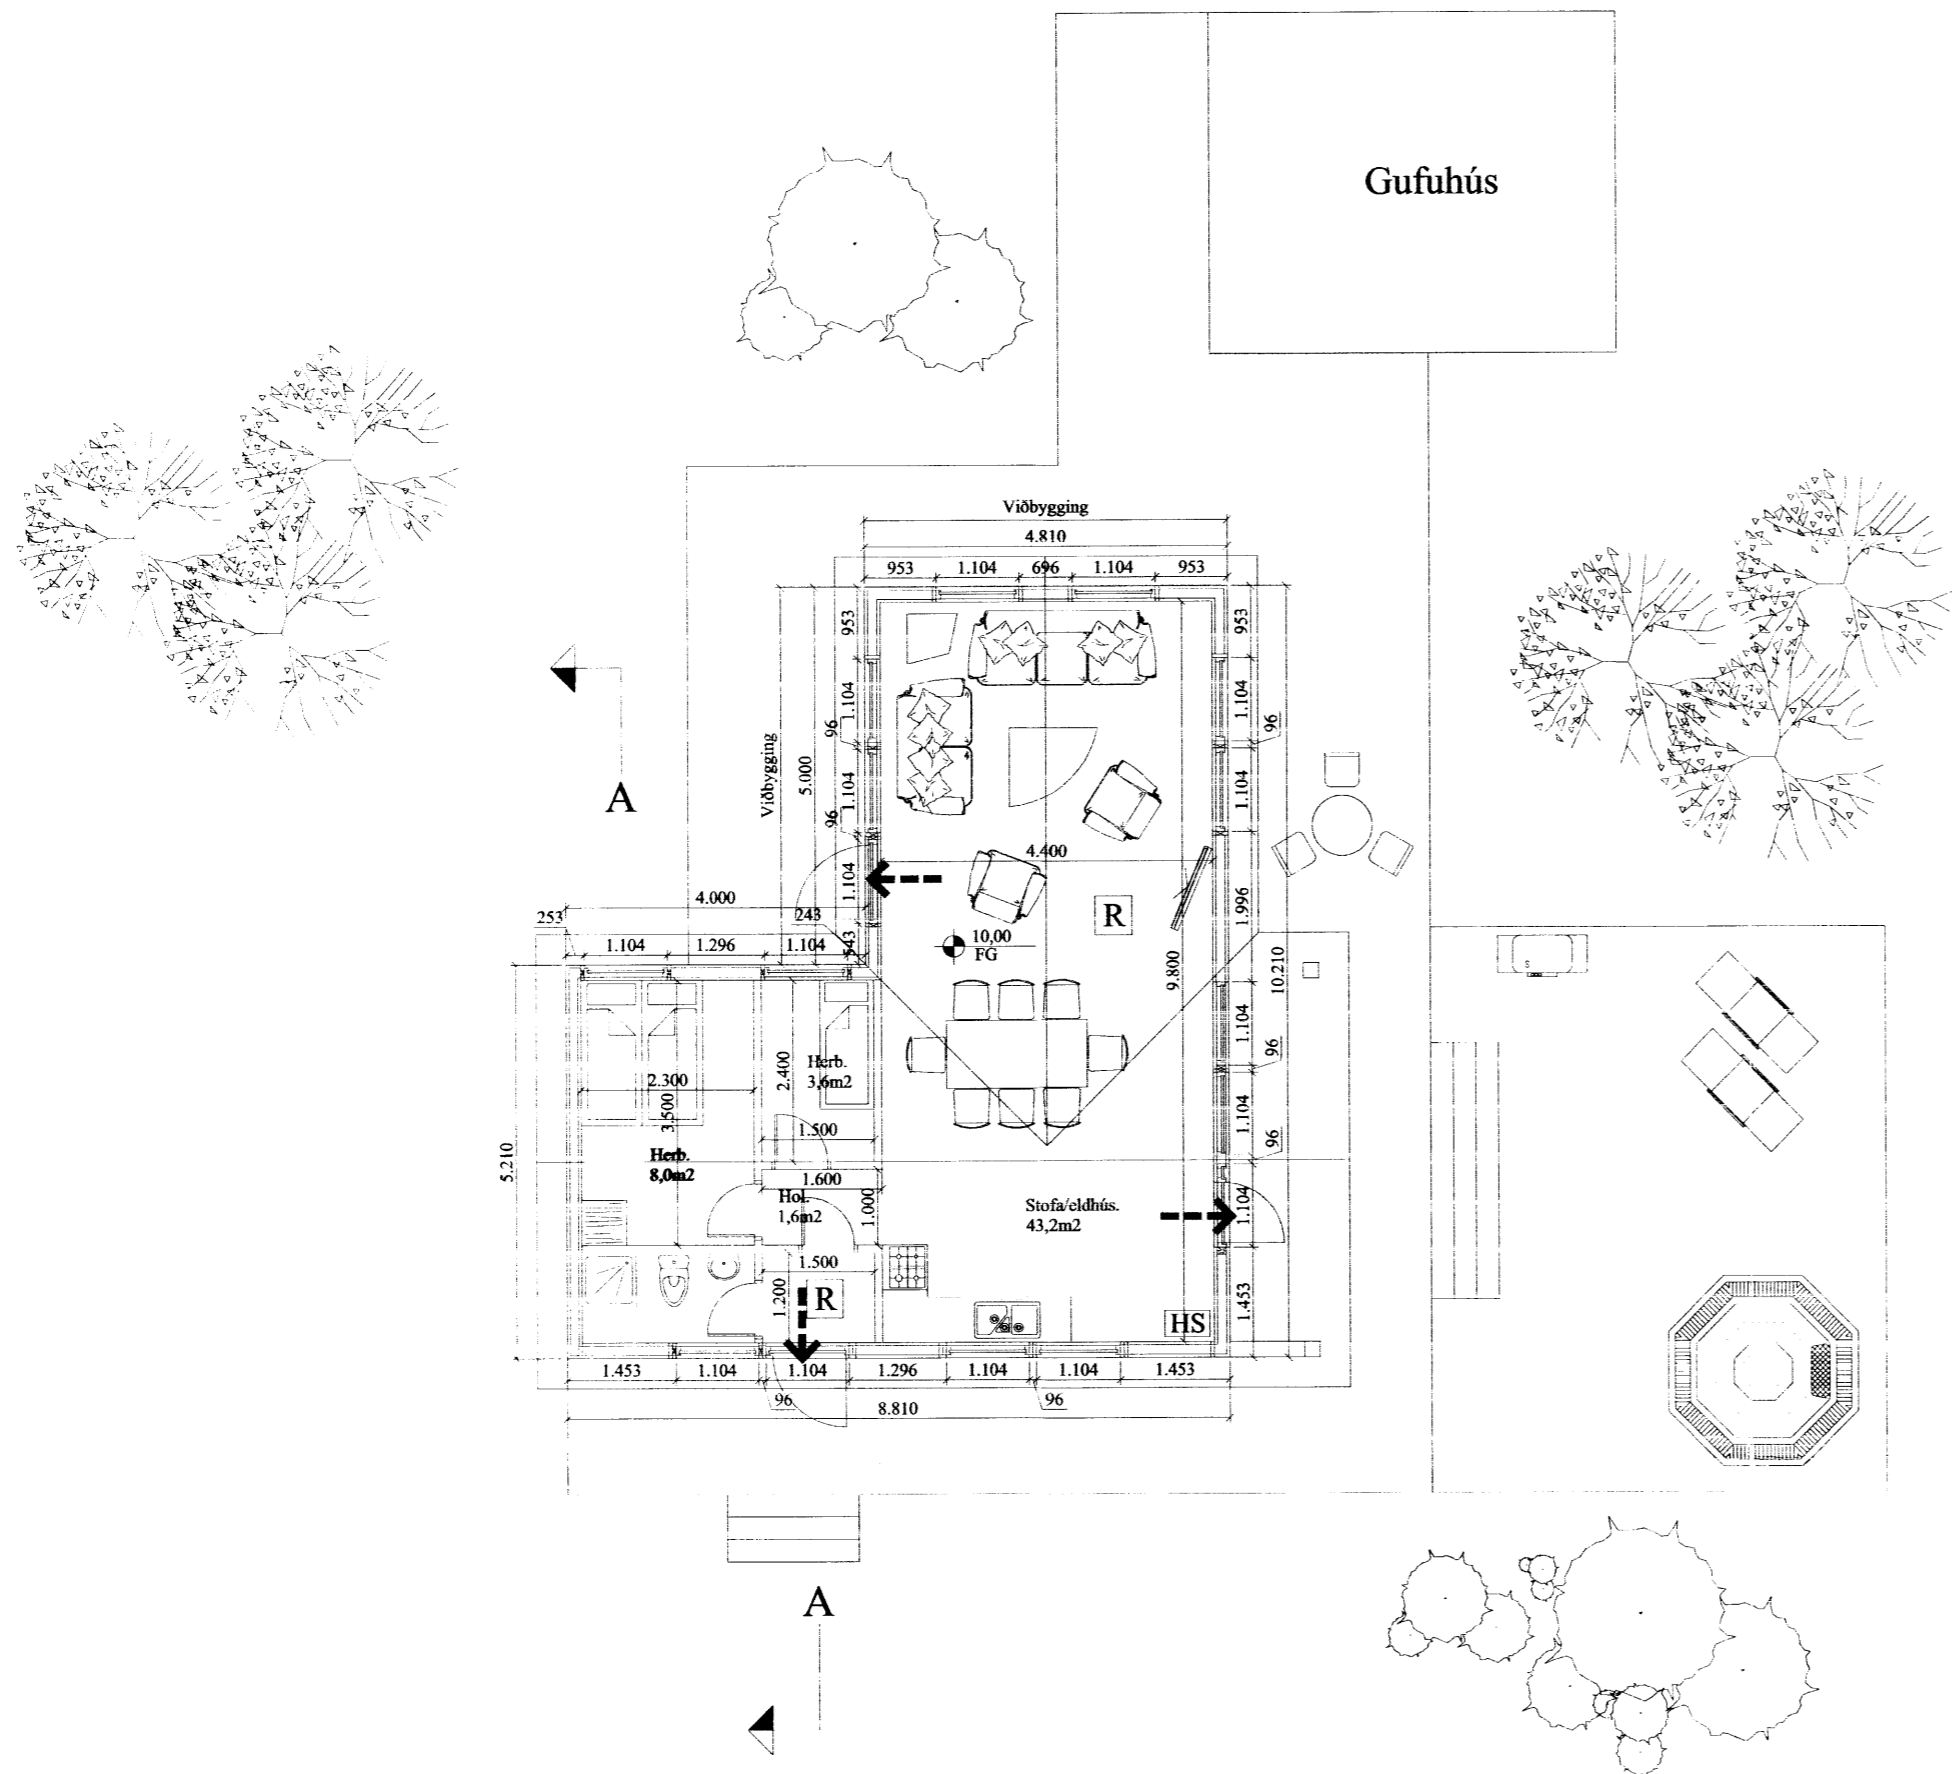 Gufuhús
Viðbygging
4.810
953 1.104 696 1.104 953
953
953
1.104
1.104
96
96
A
Viðbygging
5.000
1.104
1.104
96
4.400
1.104
4.000
253
243
R
1.996
10,00
FG
1.104 1.296 1.104
543
9.800
10.210
1.104
96
2.400
Herb.
3,6m2
2.300
3.500
1.104
96
1.500
5.210
Herb.
8,0m2
1.600
Hol.
1,6m2
1.000
Stofa/eldhús.
43,2m2
1.104
1.500
1.200
R
HS
1.453
1.453 1.104 1.104 1.296 1.104 1.104 1.453
96
96
8.810
A
S